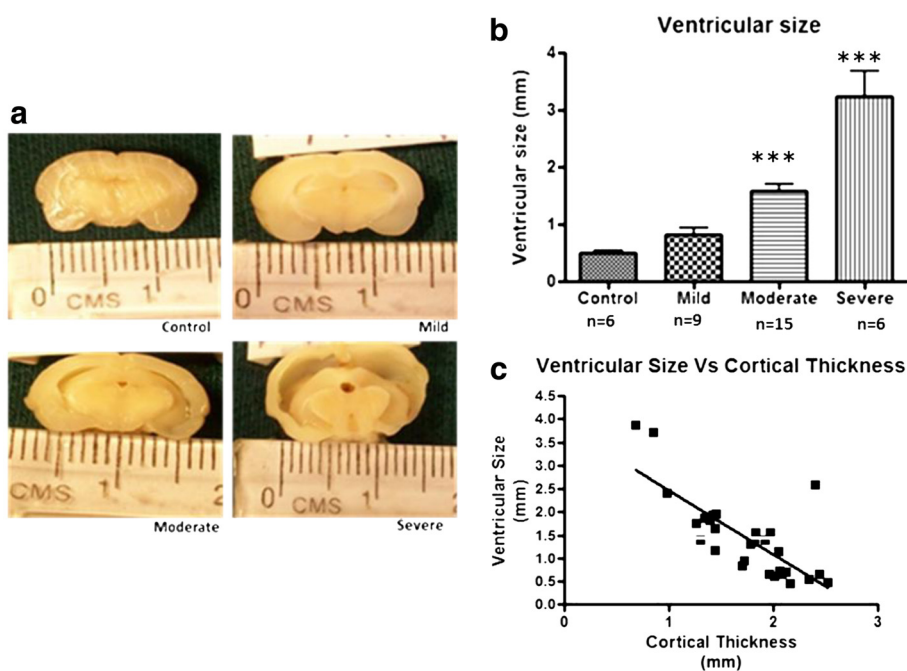 a
0 CMS 1
Control
0 CMS 1
Mild
CMS 1 2
Moderate
0 CMS 1 2
Severe
b
Ventricular size
Ventricular size (mm)
4
3
2
1
0
***
***
Control Mild Moderate Severe
n=6 n=9 n=15 n=6
c
Ventricular Size Vs Cortical Thickness
Ventricular Size
(mm)
4.5
4.0
3.5
3.0
2.5
2.0
1.5
1.0
0.5
0.0
0 1 2 3
Cortical Thickness
(mm)